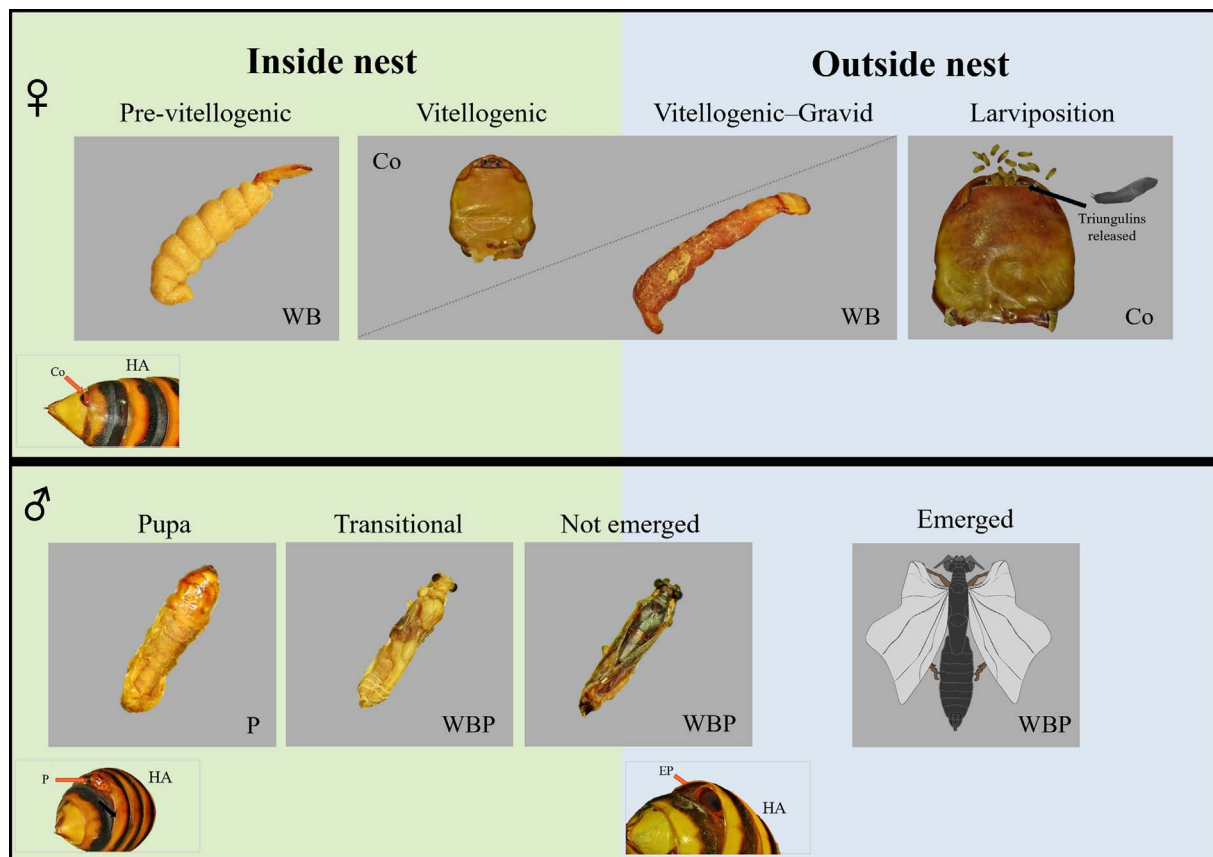 Inside nest
Outside nest
♀
Pre-vitellogenic
Vitellogenic
Vitellogenic–Gravid
Larviposition
WB
Co
WB
Triungulins
released
Co
Co
HA
♂
Pupa
Transitional
Not emerged
Emerged
P
WBP
WBP
WBP
P
HA
EP
HA